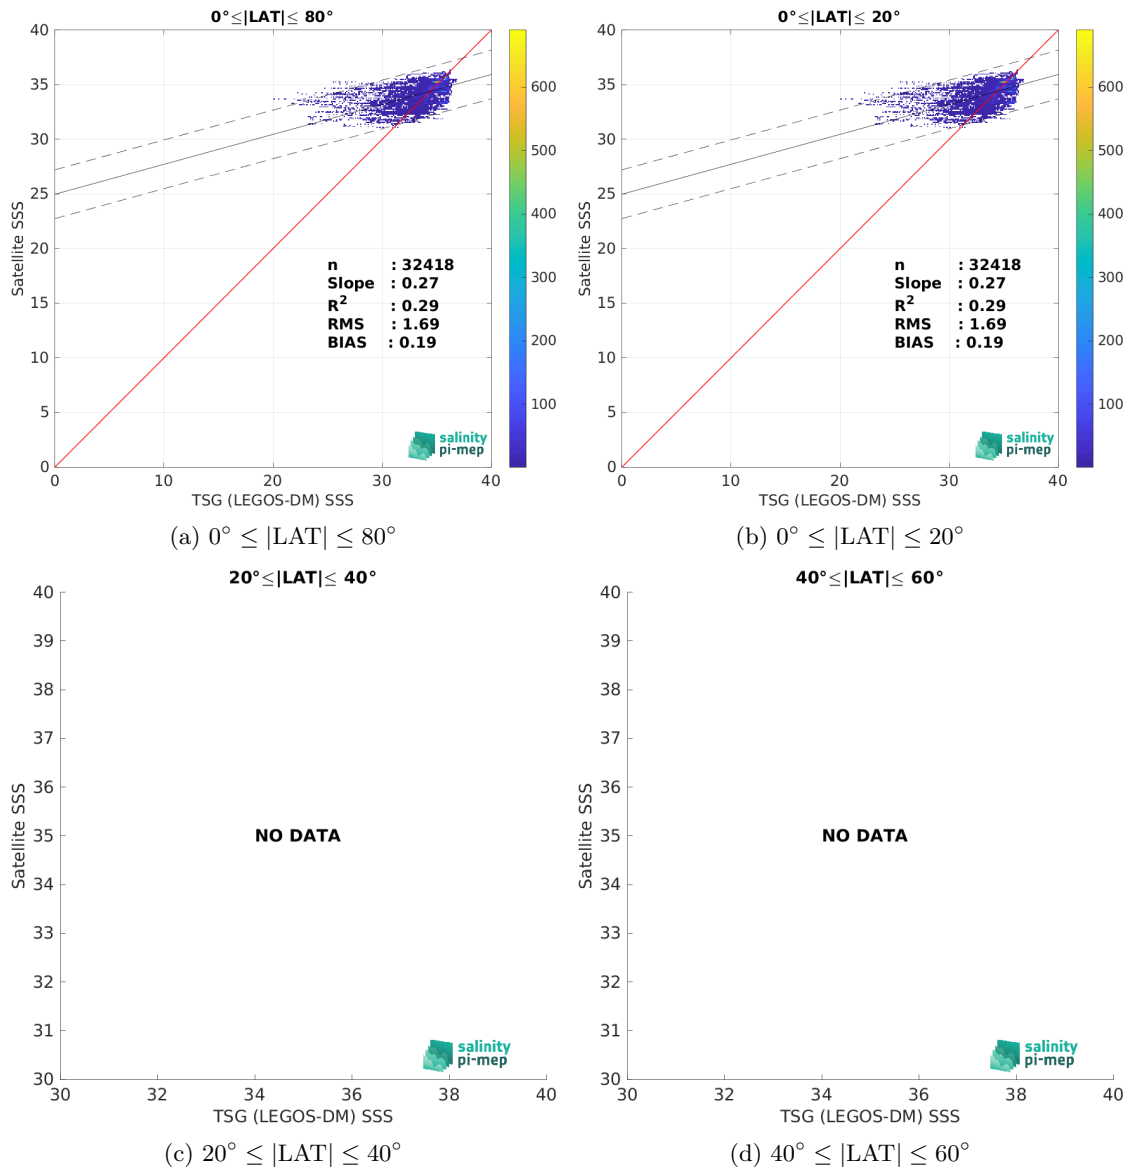 0°≤|LAT|≤ 80°
40
35
30
25
20
15
10
5
0
0
10
20
30
40
Satellite SSS
TSG (LEGOS-DM) SSS
n : 32418
Slope : 0.27
R² : 0.29
RMS : 1.69
BIAS : 0.19
salinity
pi-mep
600
500
400
300
200
100
(a) 0° ≤ |LAT| ≤ 80°
0°≤|LAT|≤ 20°
40
35
30
25
20
15
10
5
0
0
10
20
30
40
Satellite SSS
TSG (LEGOS-DM) SSS
n : 32418
Slope : 0.27
R² : 0.29
RMS : 1.69
BIAS : 0.19
salinity
pi-mep
600
500
400
300
200
100
(b) 0° ≤ |LAT| ≤ 20°
20°≤|LAT|≤ 40°
40
39
38
37
36
35
34
33
32
31
30
30
32
34
36
38
40
Satellite SSS
NO DATA
salinity
pi-mep
TSG (LEGOS-DM) SSS
(c) 20° ≤ |LAT| ≤ 40°
40°≤|LAT|≤ 60°
40
39
38
37
36
35
34
33
32
31
30
30
32
34
36
38
40
Satellite SSS
NO DATA
salinity
pi-mep
TSG (LEGOS-DM) SSS
(d) 40° ≤ |LAT| ≤ 60°